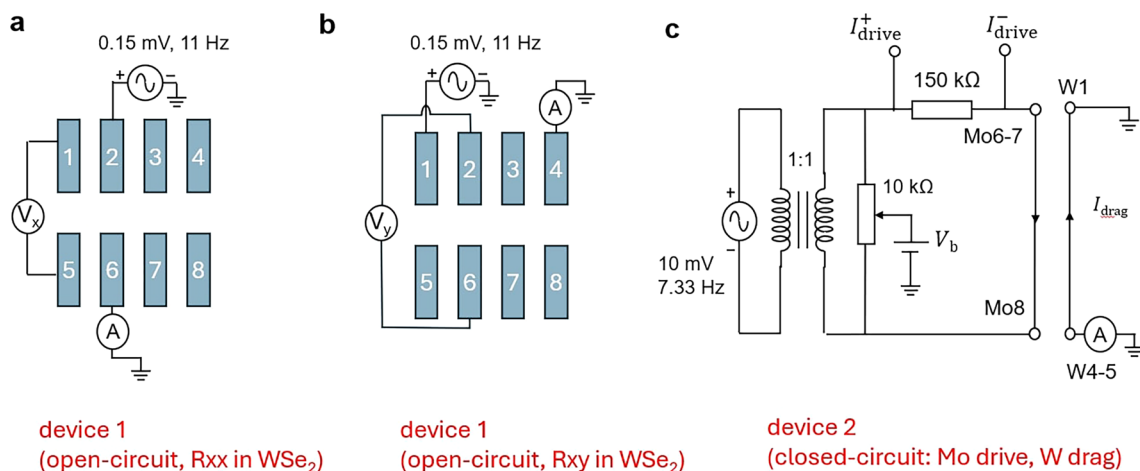 a
0.15 mV, 11 Hz
+
−
1
2
3
4
Vx
5
6
7
8
A
device 1
(open-circuit, Rxx in WSe₂)
b
0.15 mV, 11 Hz
+
−
A
1
2
3
4
Vy
5
6
7
8
device 1
(open-circuit, Rxy in WSe₂)
c
I⁺drive
I⁻drive
150 kΩ
W1
Mo6-7
1:1
+
10 kΩ
−
Vb
Idrag
10 mV
7.33 Hz
Mo8
A
W4-5
device 2
(closed-circuit: Mo drive, W drag)